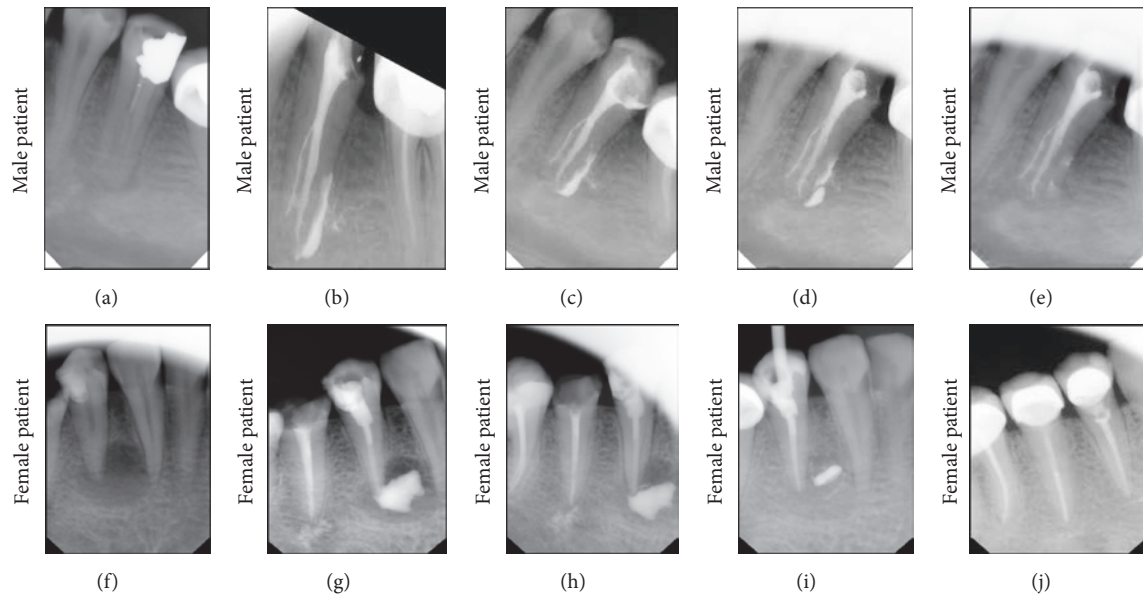 Male patient
(a)
Male patient
(b)
Male patient
(c)
Male patient
(d)
Male patient
(e)
Female patient
(f)
Female patient
(g)
Female patient
(h)
Female patient
(i)
Female patient
(j)